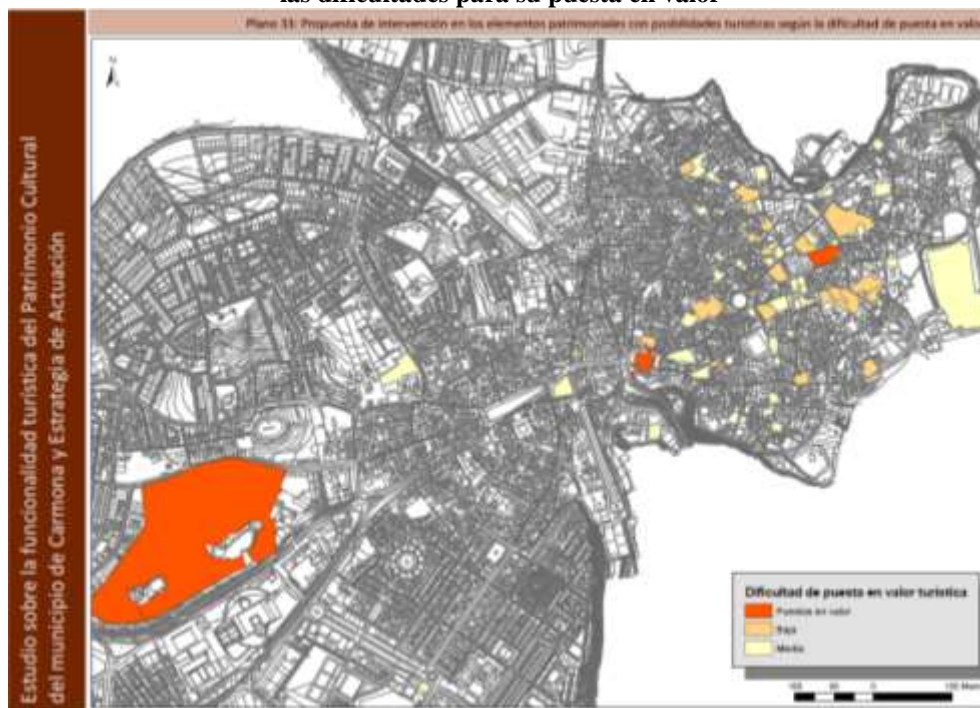 las dificultades para su puesta en valor
Plano 33: Propuesta de intervención en los elementos patrimoniales con posibilidades turísticas según la dificultad de puesta en valor
Estudio sobre la funcionalidad turística del Patrimonio Cultural
del municipio de Carmona y Estrategia de Actuación
N
Dificultad de puesta en valor turística
Puestos en valor
Baja
Media